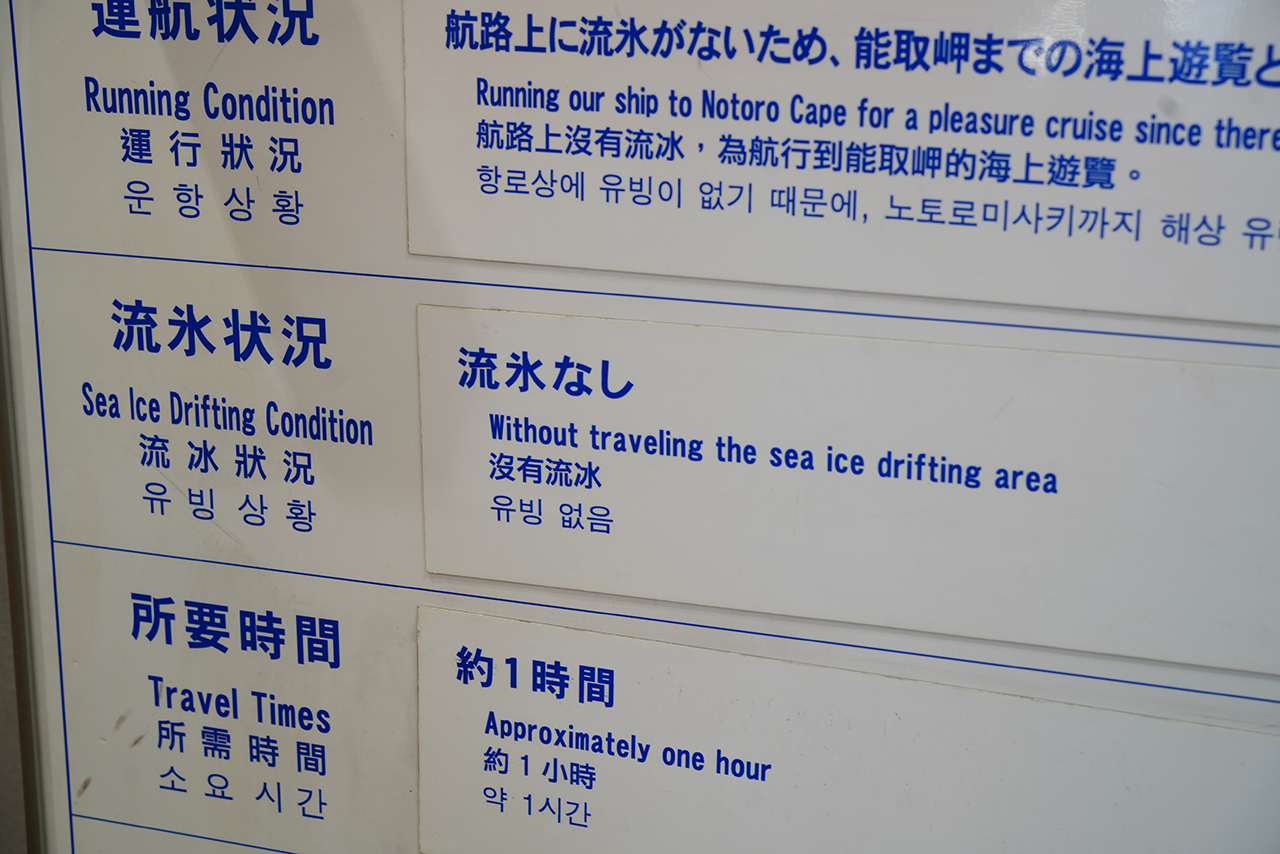 運航状況
Running Condition
運行狀況
운항상황
航路上に流氷がないため、能取岬までの海上遊覧と
Running our ship to Notoro Cape for a pleasure cruise since there
航路上沒有流冰，為航行到能取岬的海上遊覽。
항로상에 유빙이 없기 때문에, 노토로미사키까지 해상 유
流氷状況
Sea Ice Drifting Condition
流冰狀況
유빙상황
流氷なし
Without traveling the sea ice drifting area
沒有流冰
유빙 없음
所要時間
Travel Times
所需時間
소요시간
約1時間
Approximately one hour
約1小時
약 1시간